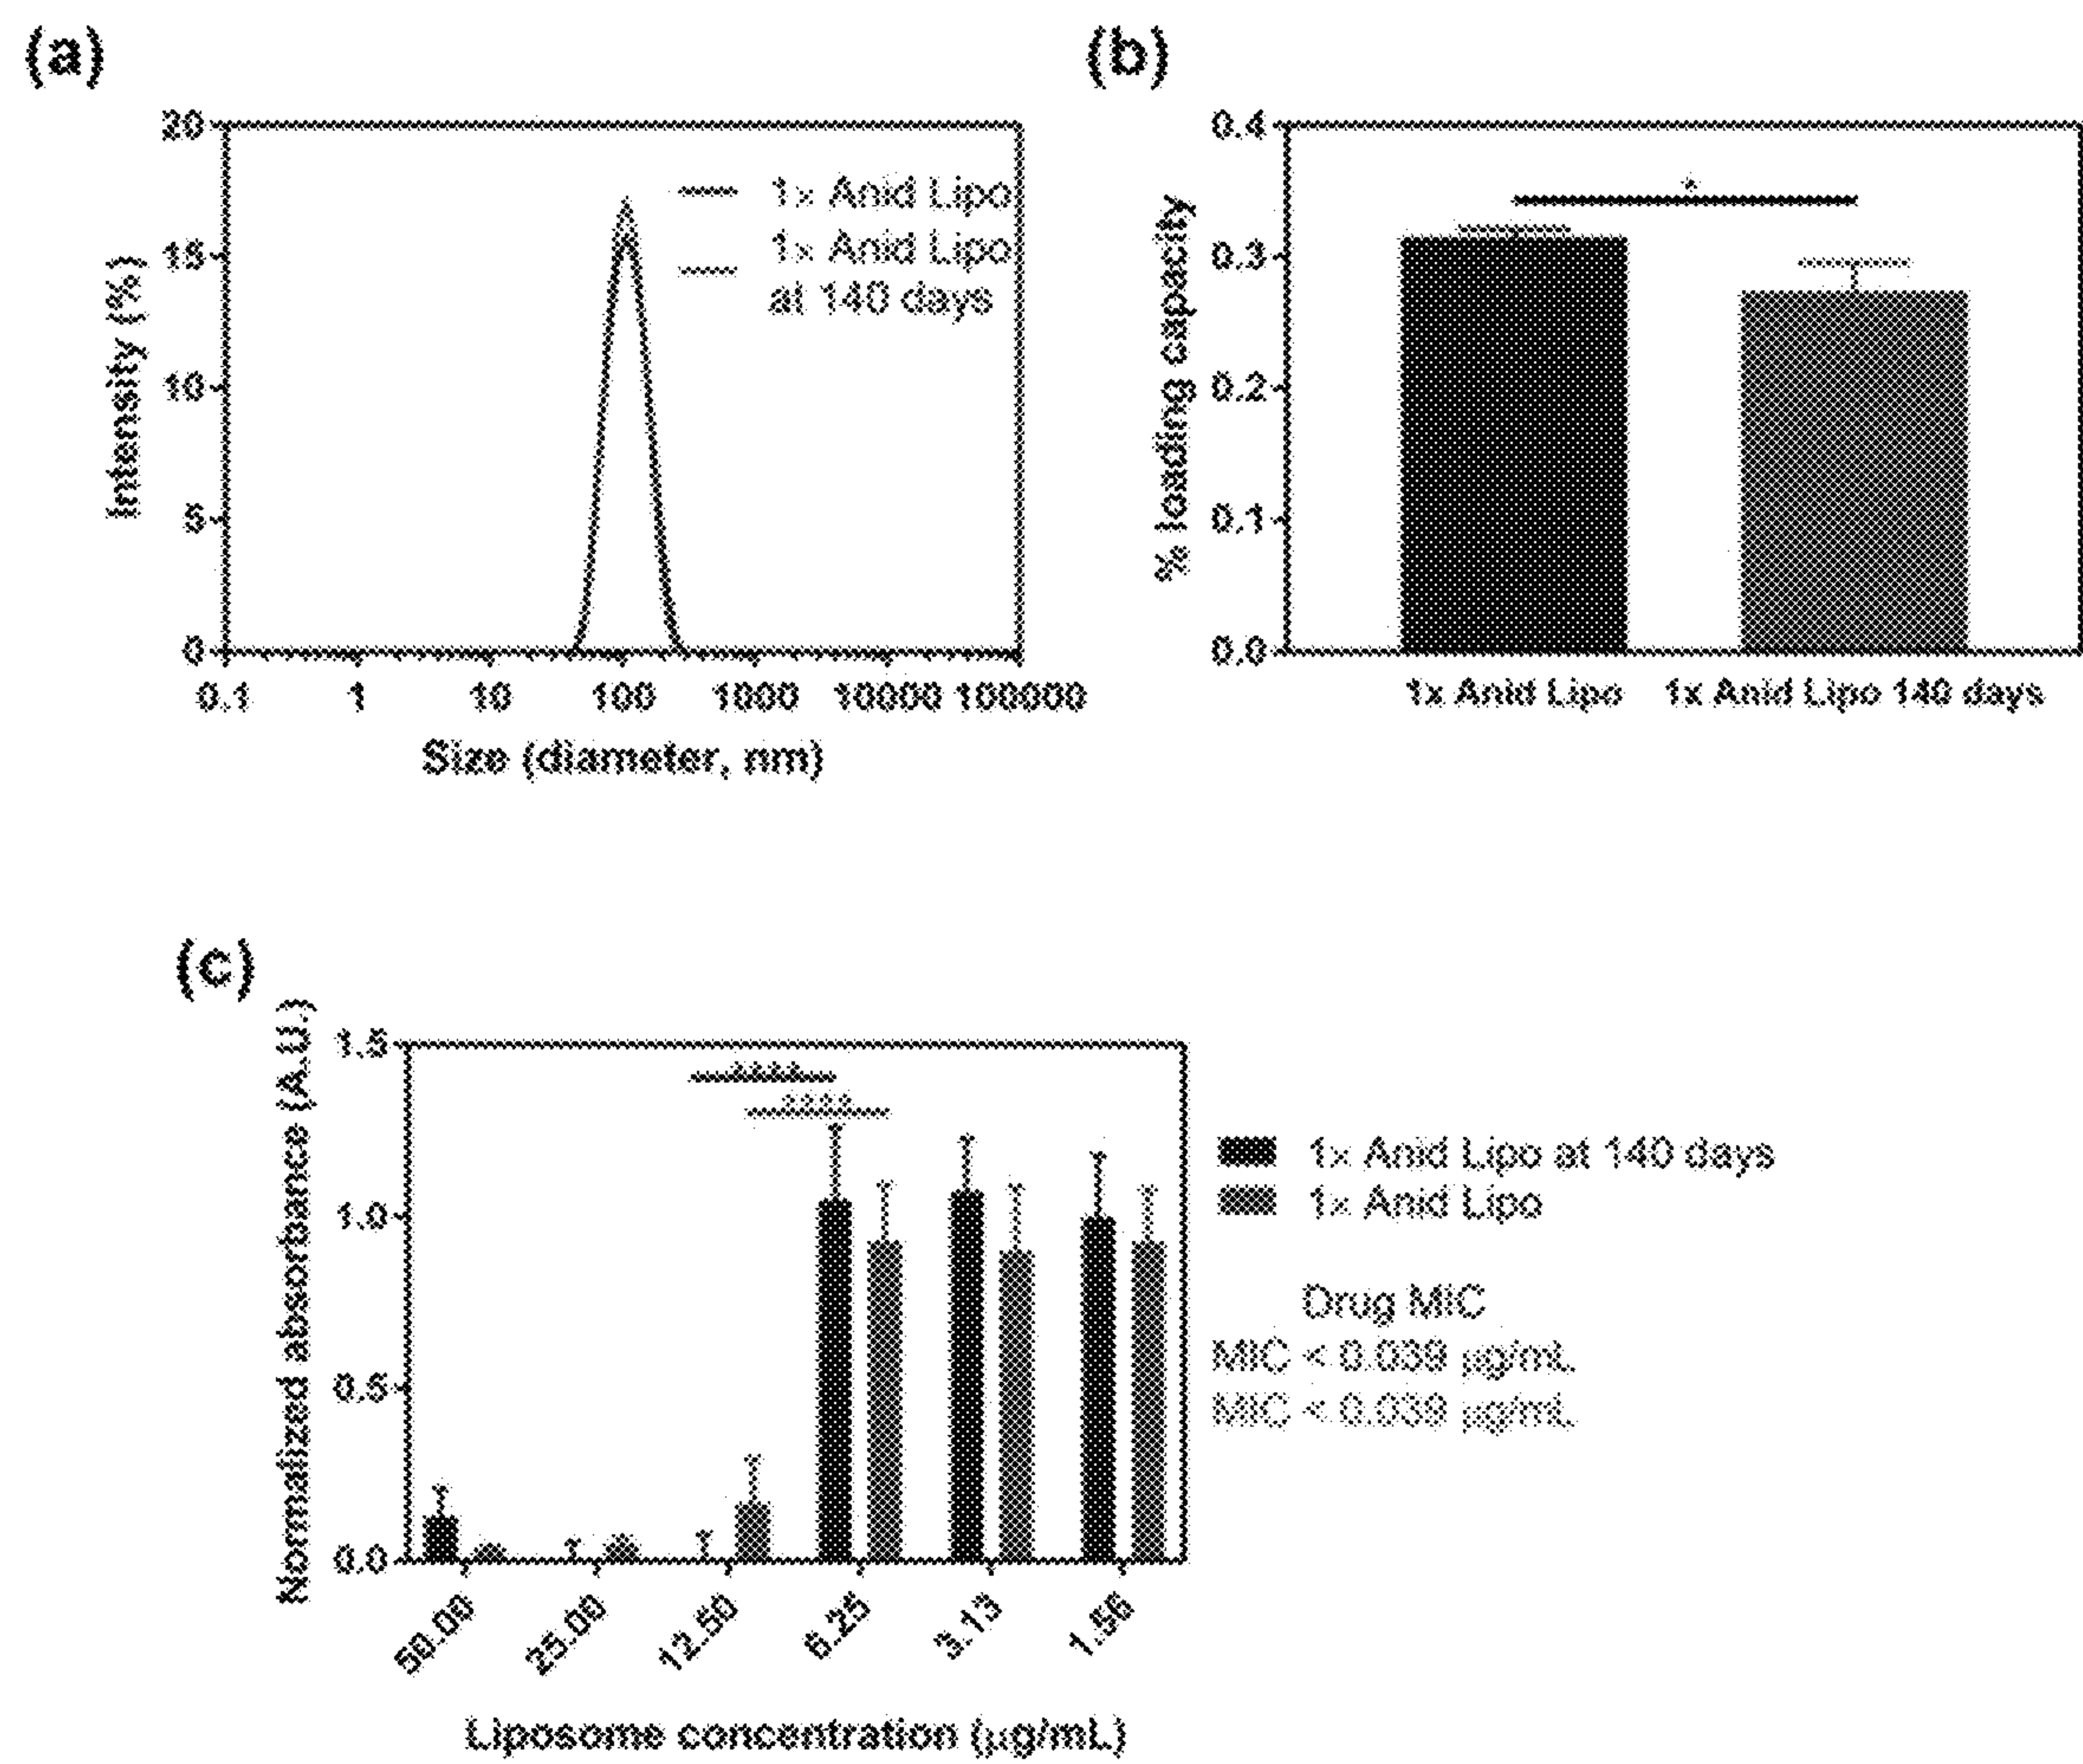 (a)
20
15
10
5
0
Intensity (%)
1× Anid Lipo
1× Anid Lipo
at 140 days
0.1 1 10 100 1000 10000 100000
Size (diameter, nm)
(b)
0.4
0.3
0.2
0.1
0.0
% loading capacity
*
1x Anid Lipo 1x Anid Lipo 140 days
(c)
1.5
1.0
0.5
0.0
Normalized absorbance (A.U.)
****
****
1× Anid Lipo at 140 days
1× Anid Lipo
Drug MIC
MIC < 0.039 µg/mL
MIC < 0.039 µg/mL
50.00 25.00 12.50 6.25 3.13 1.56
Liposome concentration (µg/mL)